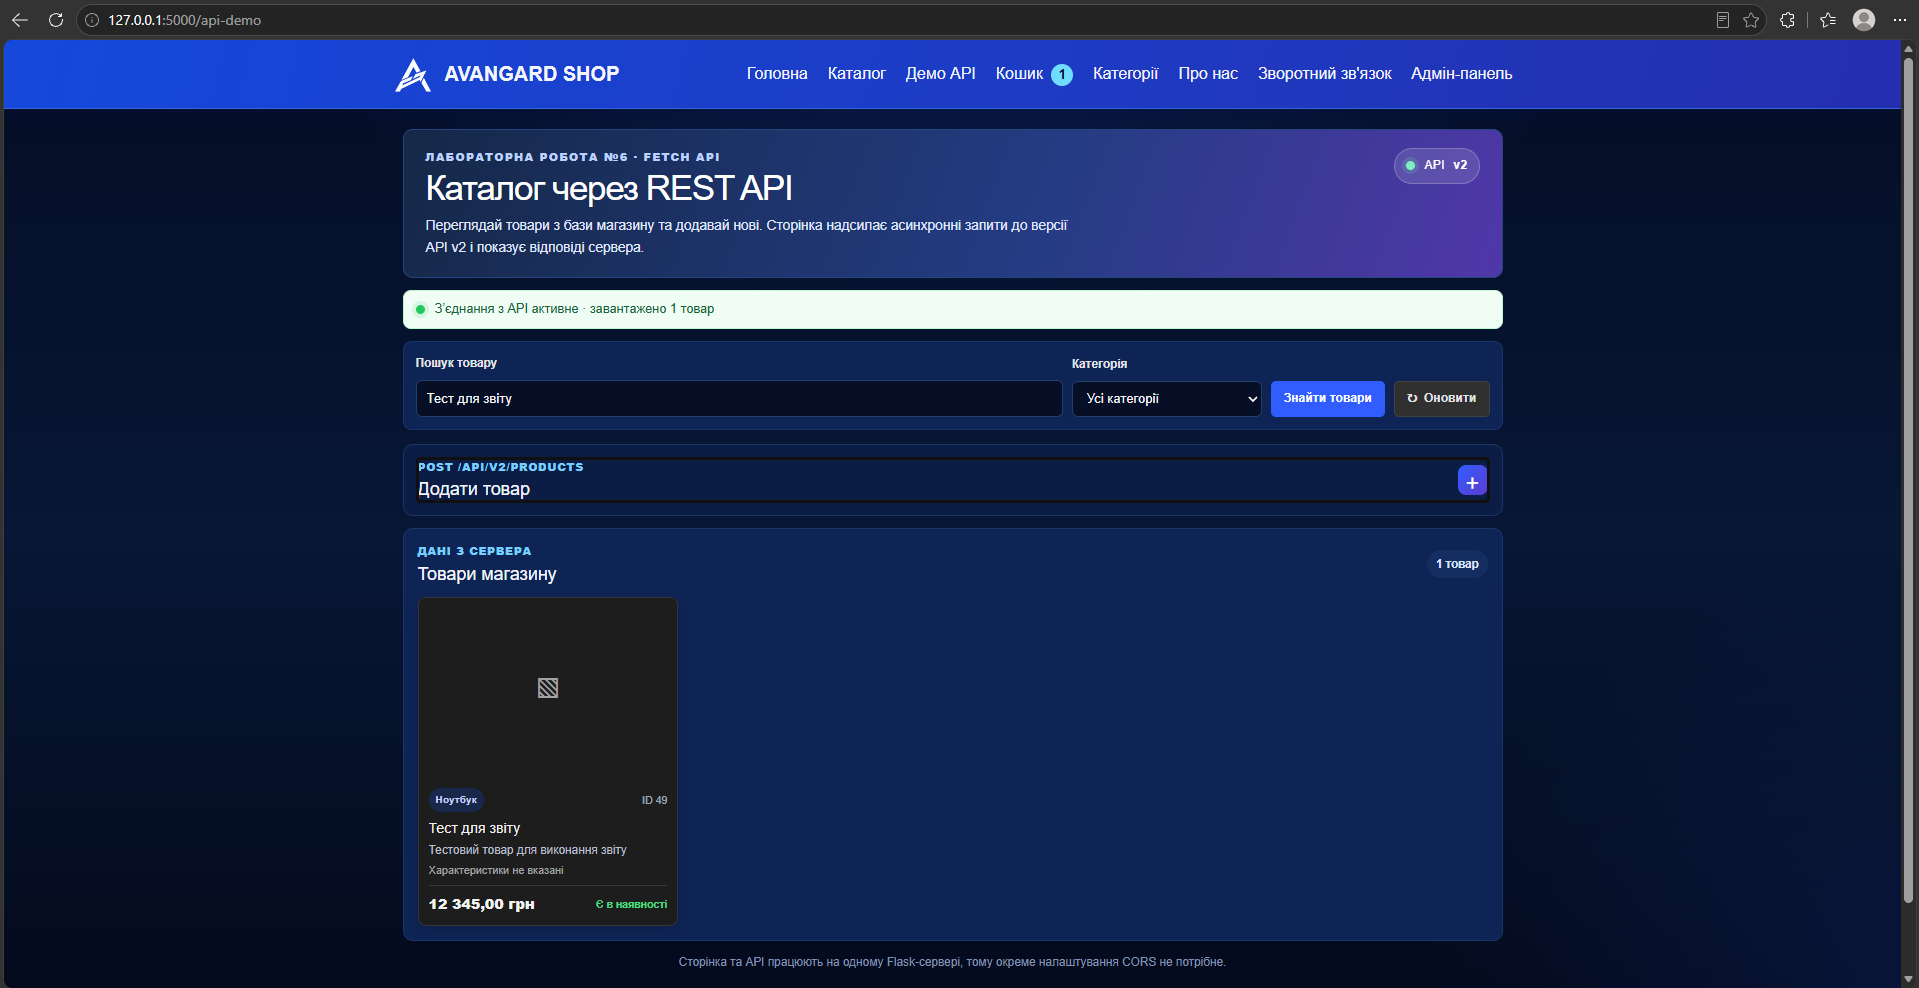 127.0.0.1:5000/api-demo
AVANGARD SHOP
Головна Каталог Демо API Кошик 1 Категорії Про нас Зворотний зв'язок Адмін-панель
ЛАБОРАТОРНА РОБОТА №6 · FETCH API
API v2
Каталог через REST API
Переглядай товари з бази магазину та додавай нові. Сторінка надсилає асинхронні запити до версії
API v2 і показує відповіді сервера.
З'єднання з API активне · завантажено 1 товар
Пошук товару
Категорія
Тест для звіту
Усі категорії
Знайти товари
↻ Оновити
POST /API/V2/PRODUCTS
Додати товар
+
ДАНІ З СЕРВЕРА
Товари магазину
1 товар
Ноутбук
ID 49
Тест для звіту
Тестовий товар для виконання звіту
Характеристики не вказані
12 345,00 грн
Є в наявності
Сторінка та API працюють на одному Flask-сервері, тому окреме налаштування CORS не потрібне.